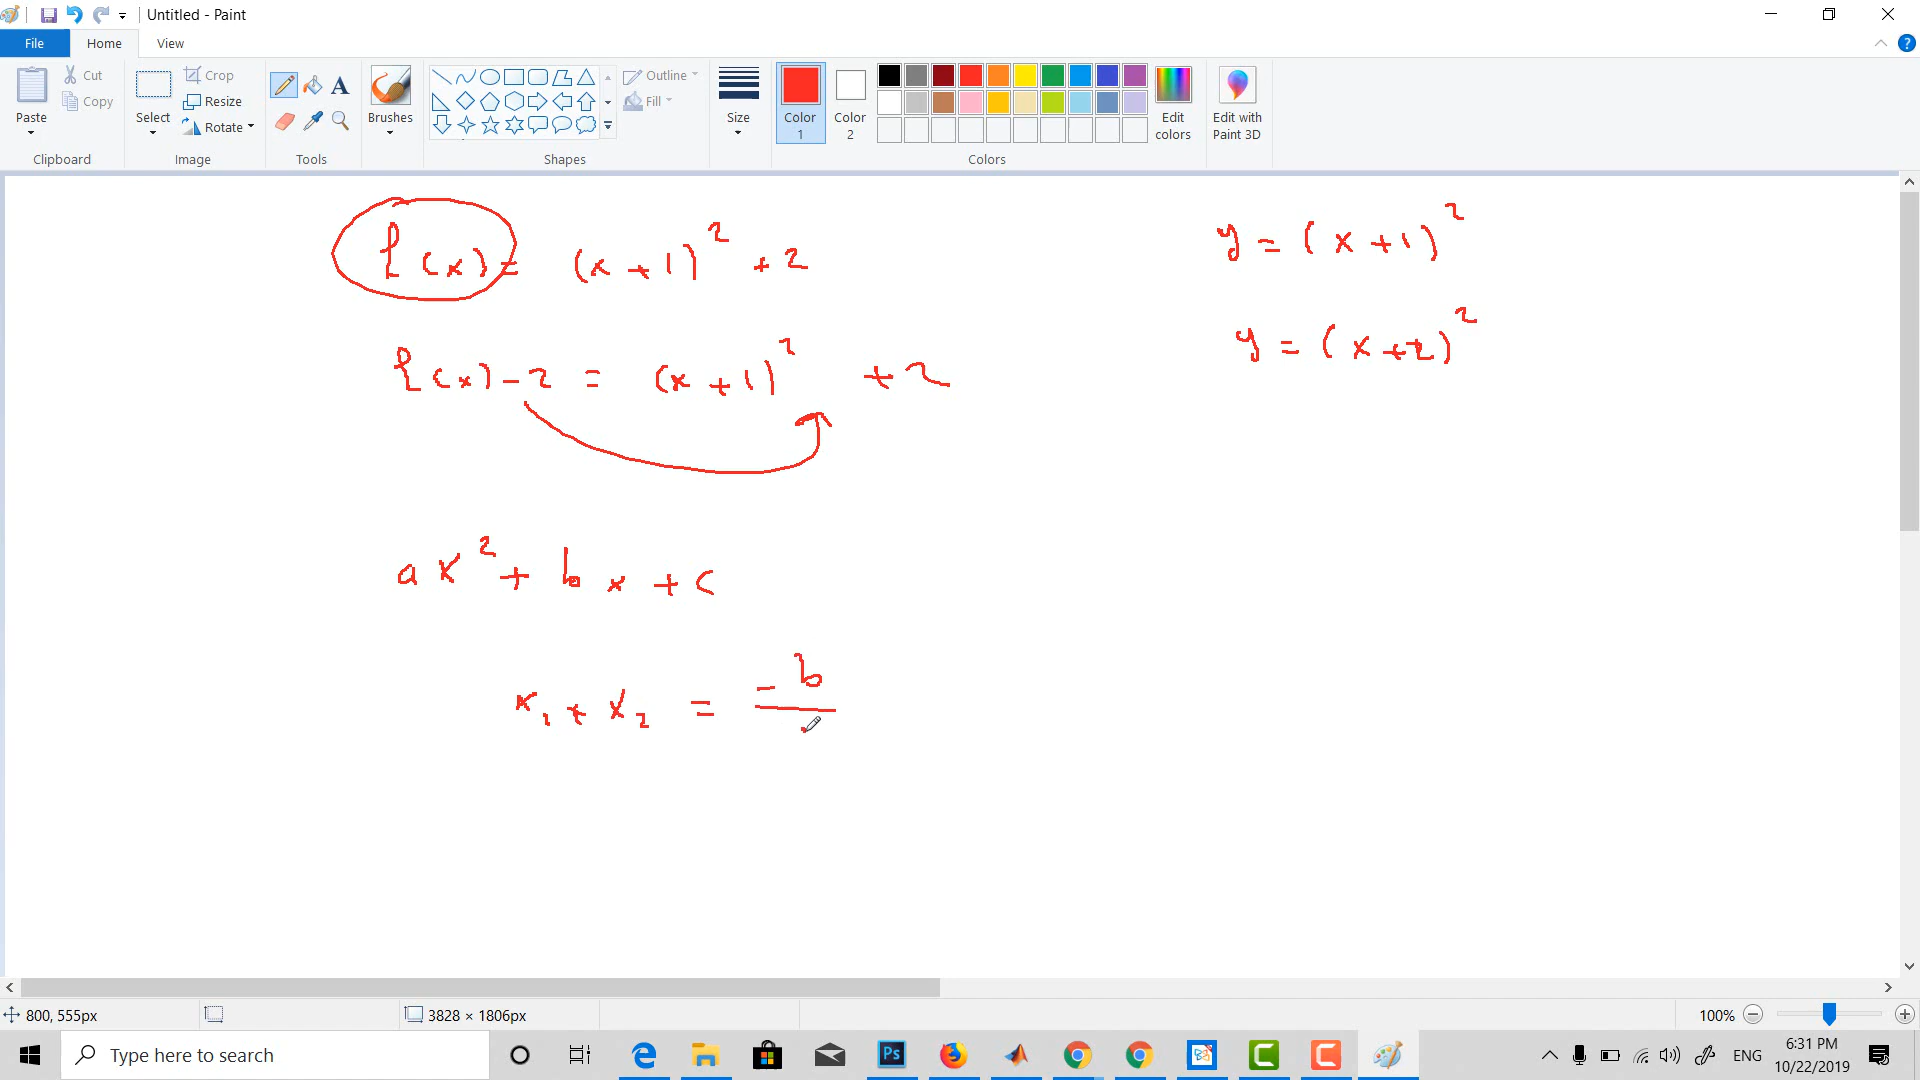 Untitled - Paint
File Home View
Paste Cut Copy Clipboard
Select Crop Resize Rotate Image
Tools
Brushes
Shapes Outline Fill
Size
Color 1 Color 2 Colors Edit colors
Edit with Paint 3D
f(x) = (x+1)² + 2
y = (x+1)²
f(x) - 2 = (x+1)² + 2
y = (x+2)²
ax² + bx + c
- b
x₁ + x₂ =
800, 555px 3828 × 1806px 100%
Type here to search Ps ENG 6:31 PM
10/22/2019